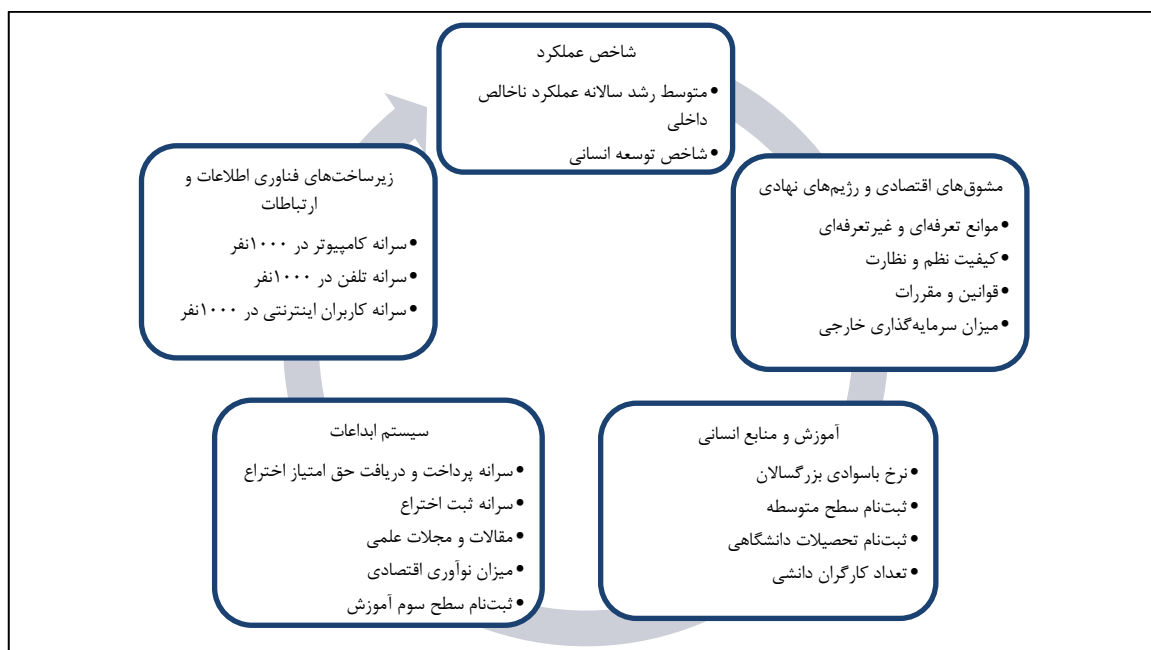 شاخص عملکرد
•متوسط رشد سالانه عملکرد ناخالص
داخلی
•شاخص توسعه انسانی
مشوق‌های اقتصادی و رژیم‌های نهادی
•موانع تعرفه‌ای و غیرتعرفه‌ای
•کیفیت نظم و نظارت
•قوانین و مقررات
•میزان سرمایه‌گذاری خارجی
آموزش و منابع انسانی
•نرخ باسوادی بزرگسالان
•ثبت‌نام سطح متوسطه
•ثبت‌نام تحصیلات دانشگاهی
•تعداد کارگران دانشی
سیستم ابداعات
•سرانه پرداخت و دریافت حق امتیاز اختراع
•سرانه ثبت اختراع
•مقالات و مجلات علمی
•میزان نوآوری اقتصادی
•ثبت‌نام سطح سوم آموزش
زیرساخت‌های فناوری اطلاعات و
ارتباطات
•سرانه کامپیوتر در ۱۰۰۰نفر
•سرانه تلفن در ۱۰۰۰نفر
•سرانه کاربران اینترنتی در ۱۰۰۰نفر